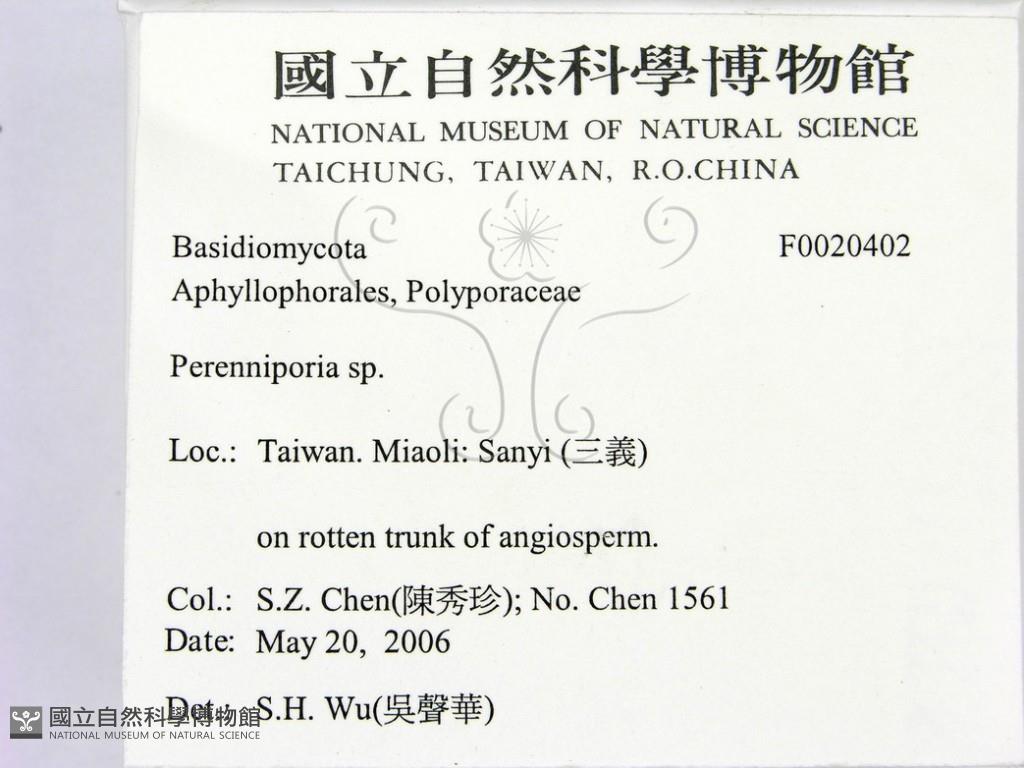 國立自然科學博物館
NATIONAL MUSEUM OF NATURAL SCIENCE
TAICHUNG, TAIWAN, R.O.CHINA
Basidiomycota F0020402
Aphyllophorales, Polyporaceae
Perenniporia sp.
Loc.: Taiwan. Miaoli: Sanyi (三義)
on rotten trunk of angiosperm.
Col.: S.Z. Chen(陳秀珍); No. Chen 1561
Date: May 20, 2006
Det.: S.H. Wu(吳聲華)
國立自然科學博物館
NATIONAL MUSEUM OF NATURAL SCIENCE